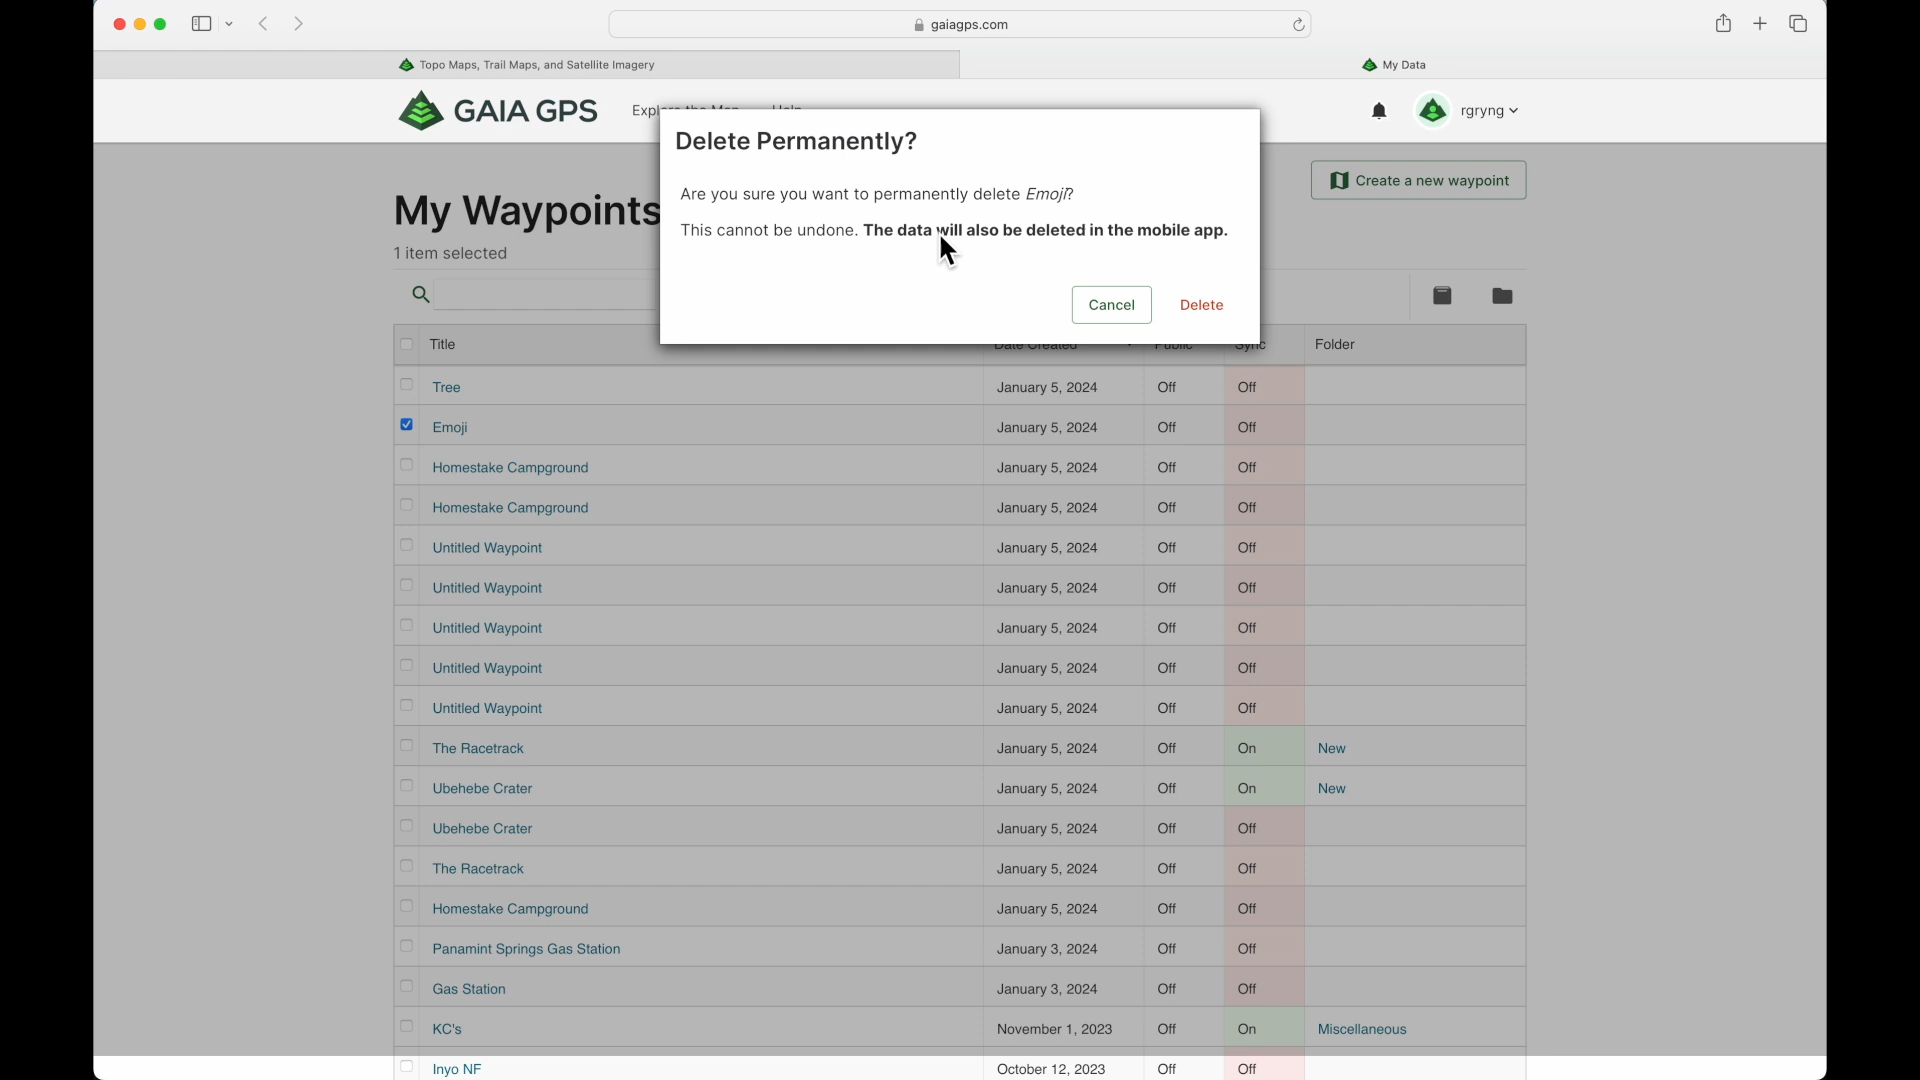 gaiagps.com
Topo Maps, Trail Maps, and Satellite Imagery
My Data
GAIA GPS
rgryng
Delete Permanently?
Are you sure you want to permanently delete Emoji?
This cannot be undone. The data will also be deleted in the mobile app.
Cancel Delete
Create a new waypoint
My Waypoints
1 item selected
Title Date Created Public Sync Folder
Tree January 5, 2024 Off Off
Emoji January 5, 2024 Off Off
Homestake Campground January 5, 2024 Off Off
Homestake Campground January 5, 2024 Off Off
Untitled Waypoint January 5, 2024 Off Off
Untitled Waypoint January 5, 2024 Off Off
Untitled Waypoint January 5, 2024 Off Off
Untitled Waypoint January 5, 2024 Off Off
Untitled Waypoint January 5, 2024 Off Off
The Racetrack January 5, 2024 Off On New
Ubehebe Crater January 5, 2024 Off On New
Ubehebe Crater January 5, 2024 Off Off
The Racetrack January 5, 2024 Off Off
Homestake Campground January 5, 2024 Off Off
Panamint Springs Gas Station January 3, 2024 Off Off
Gas Station January 3, 2024 Off Off
KC's November 1, 2023 Off On Miscellaneous
Inyo NF October 12, 2023 Off Off